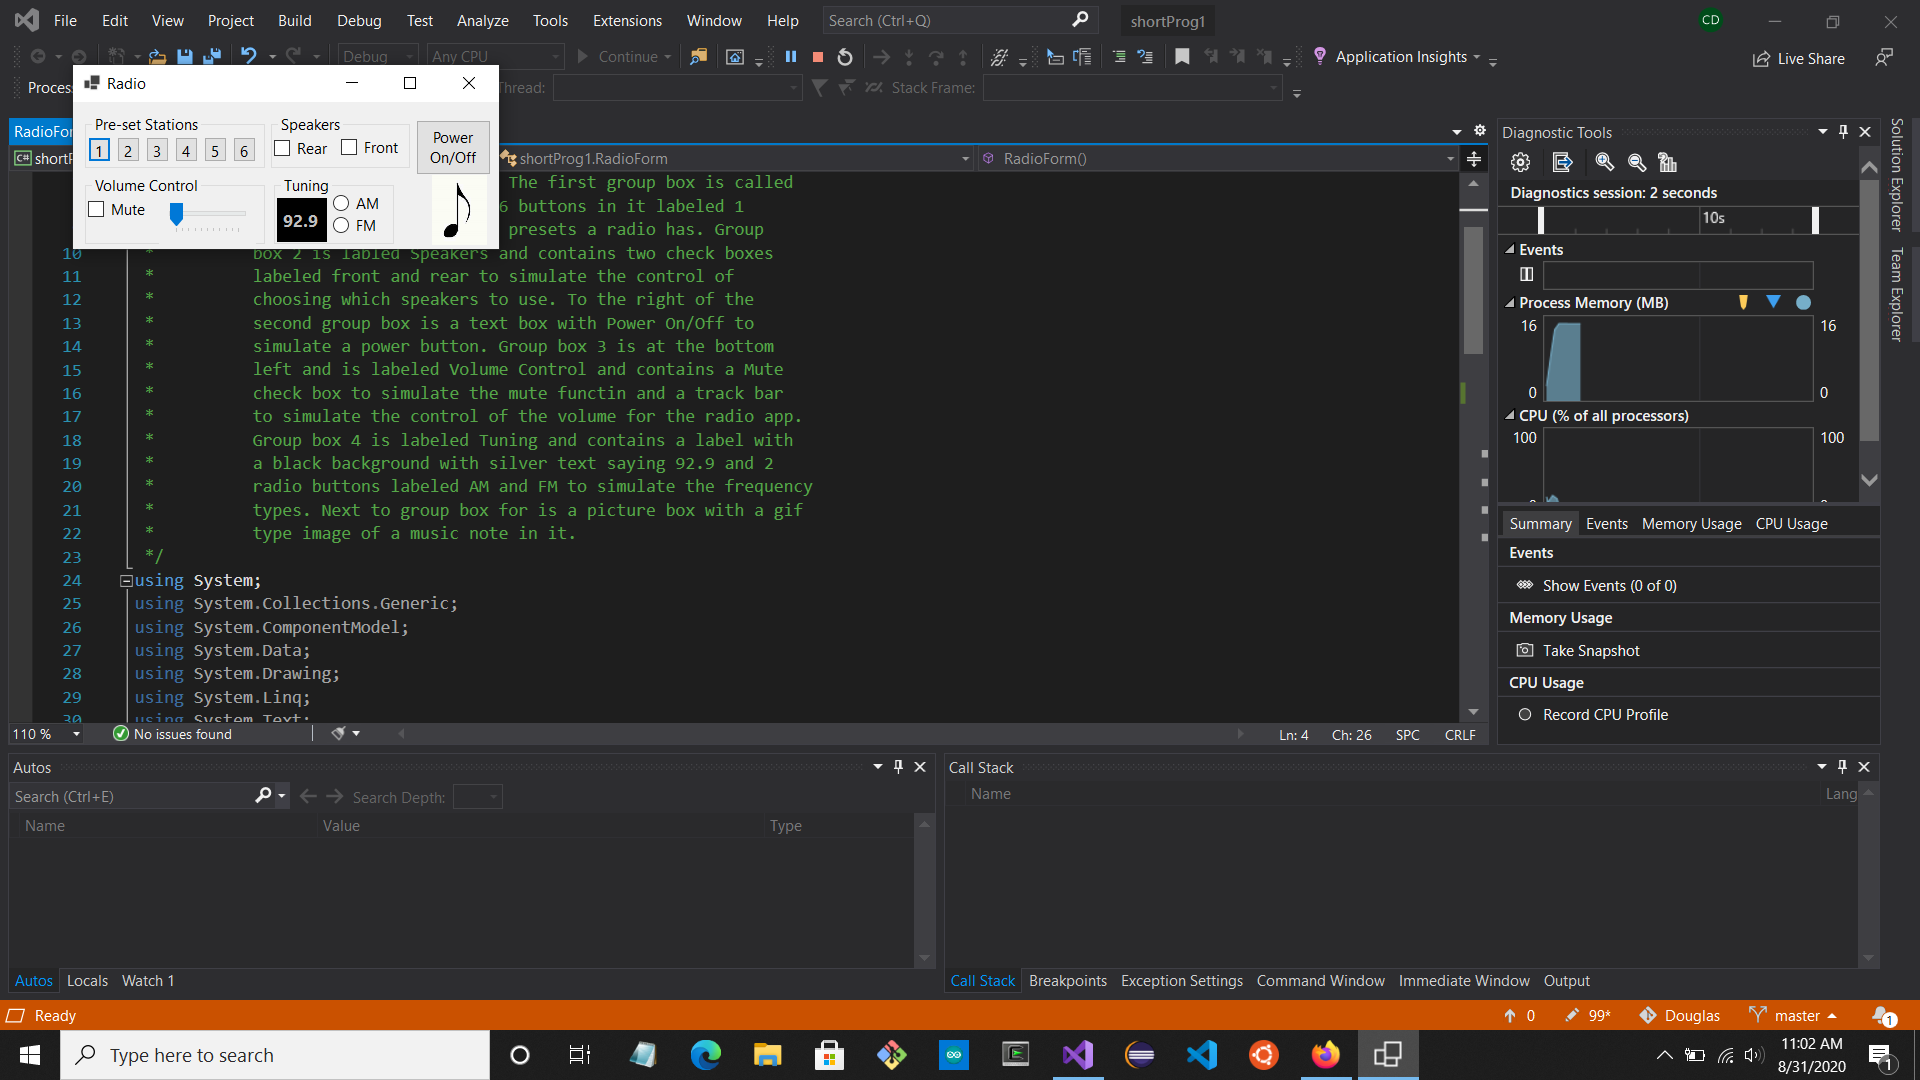 File Edit View Project Build Debug Test Analyze Tools Extensions Window Help Search (Ctrl+Q) shortProg1 CD
Debug Any CPU Continue Application Insights Live Share
Process Thread: Stack Frame:
Radio
Pre-set Stations
1 2 3 4 5 6
Speakers
Rear Front
Power
On/Off
Volume Control
Mute
Tuning
92.9
AM
FM
RadioForm
C# shortP shortProg1.RadioForm RadioForm()
The first group box is called
6 buttons in it labeled 1
presets a radio has. Group
10 * box 2 is labled Speakers and contains two check boxes
11 * labeled front and rear to simulate the control of
12 * choosing which speakers to use. To the right of the
13 * second group box is a text box with Power On/Off to
14 * simulate a power button. Group box 3 is at the bottom
15 * left and is labeled Volume Control and contains a Mute
16 * check box to simulate the mute functin and a track bar
17 * to simulate the control of the volume for the radio app.
18 * Group box 4 is labeled Tuning and contains a label with
19 * a black background with silver text saying 92.9 and 2
20 * radio buttons labeled AM and FM to simulate the frequency
21 * types. Next to group box for is a picture box with a gif
22 * type image of a music note in it.
23 */
24 using System;
25 using System.Collections.Generic;
26 using System.ComponentModel;
27 using System.Data;
28 using System.Drawing;
29 using System.Linq;
30 using System.Text;
110 % No issues found Ln: 4 Ch: 26 SPC CRLF
Diagnostic Tools
Diagnostics session: 2 seconds
10s
Events
Process Memory (MB)
16 16
0 0
CPU (% of all processors)
100 100
Summary Events Memory Usage CPU Usage
Events
Show Events (0 of 0)
Memory Usage
Take Snapshot
CPU Usage
Record CPU Profile
Solution Explorer
Team Explorer
Autos
Search (Ctrl+E) Search Depth:
Name Value Type
Autos Locals Watch 1
Call Stack
Name Lang
Call Stack Breakpoints Exception Settings Command Window Immediate Window Output
Ready 0 99* Douglas master 1
Type here to search
11:02 AM
8/31/2020
1